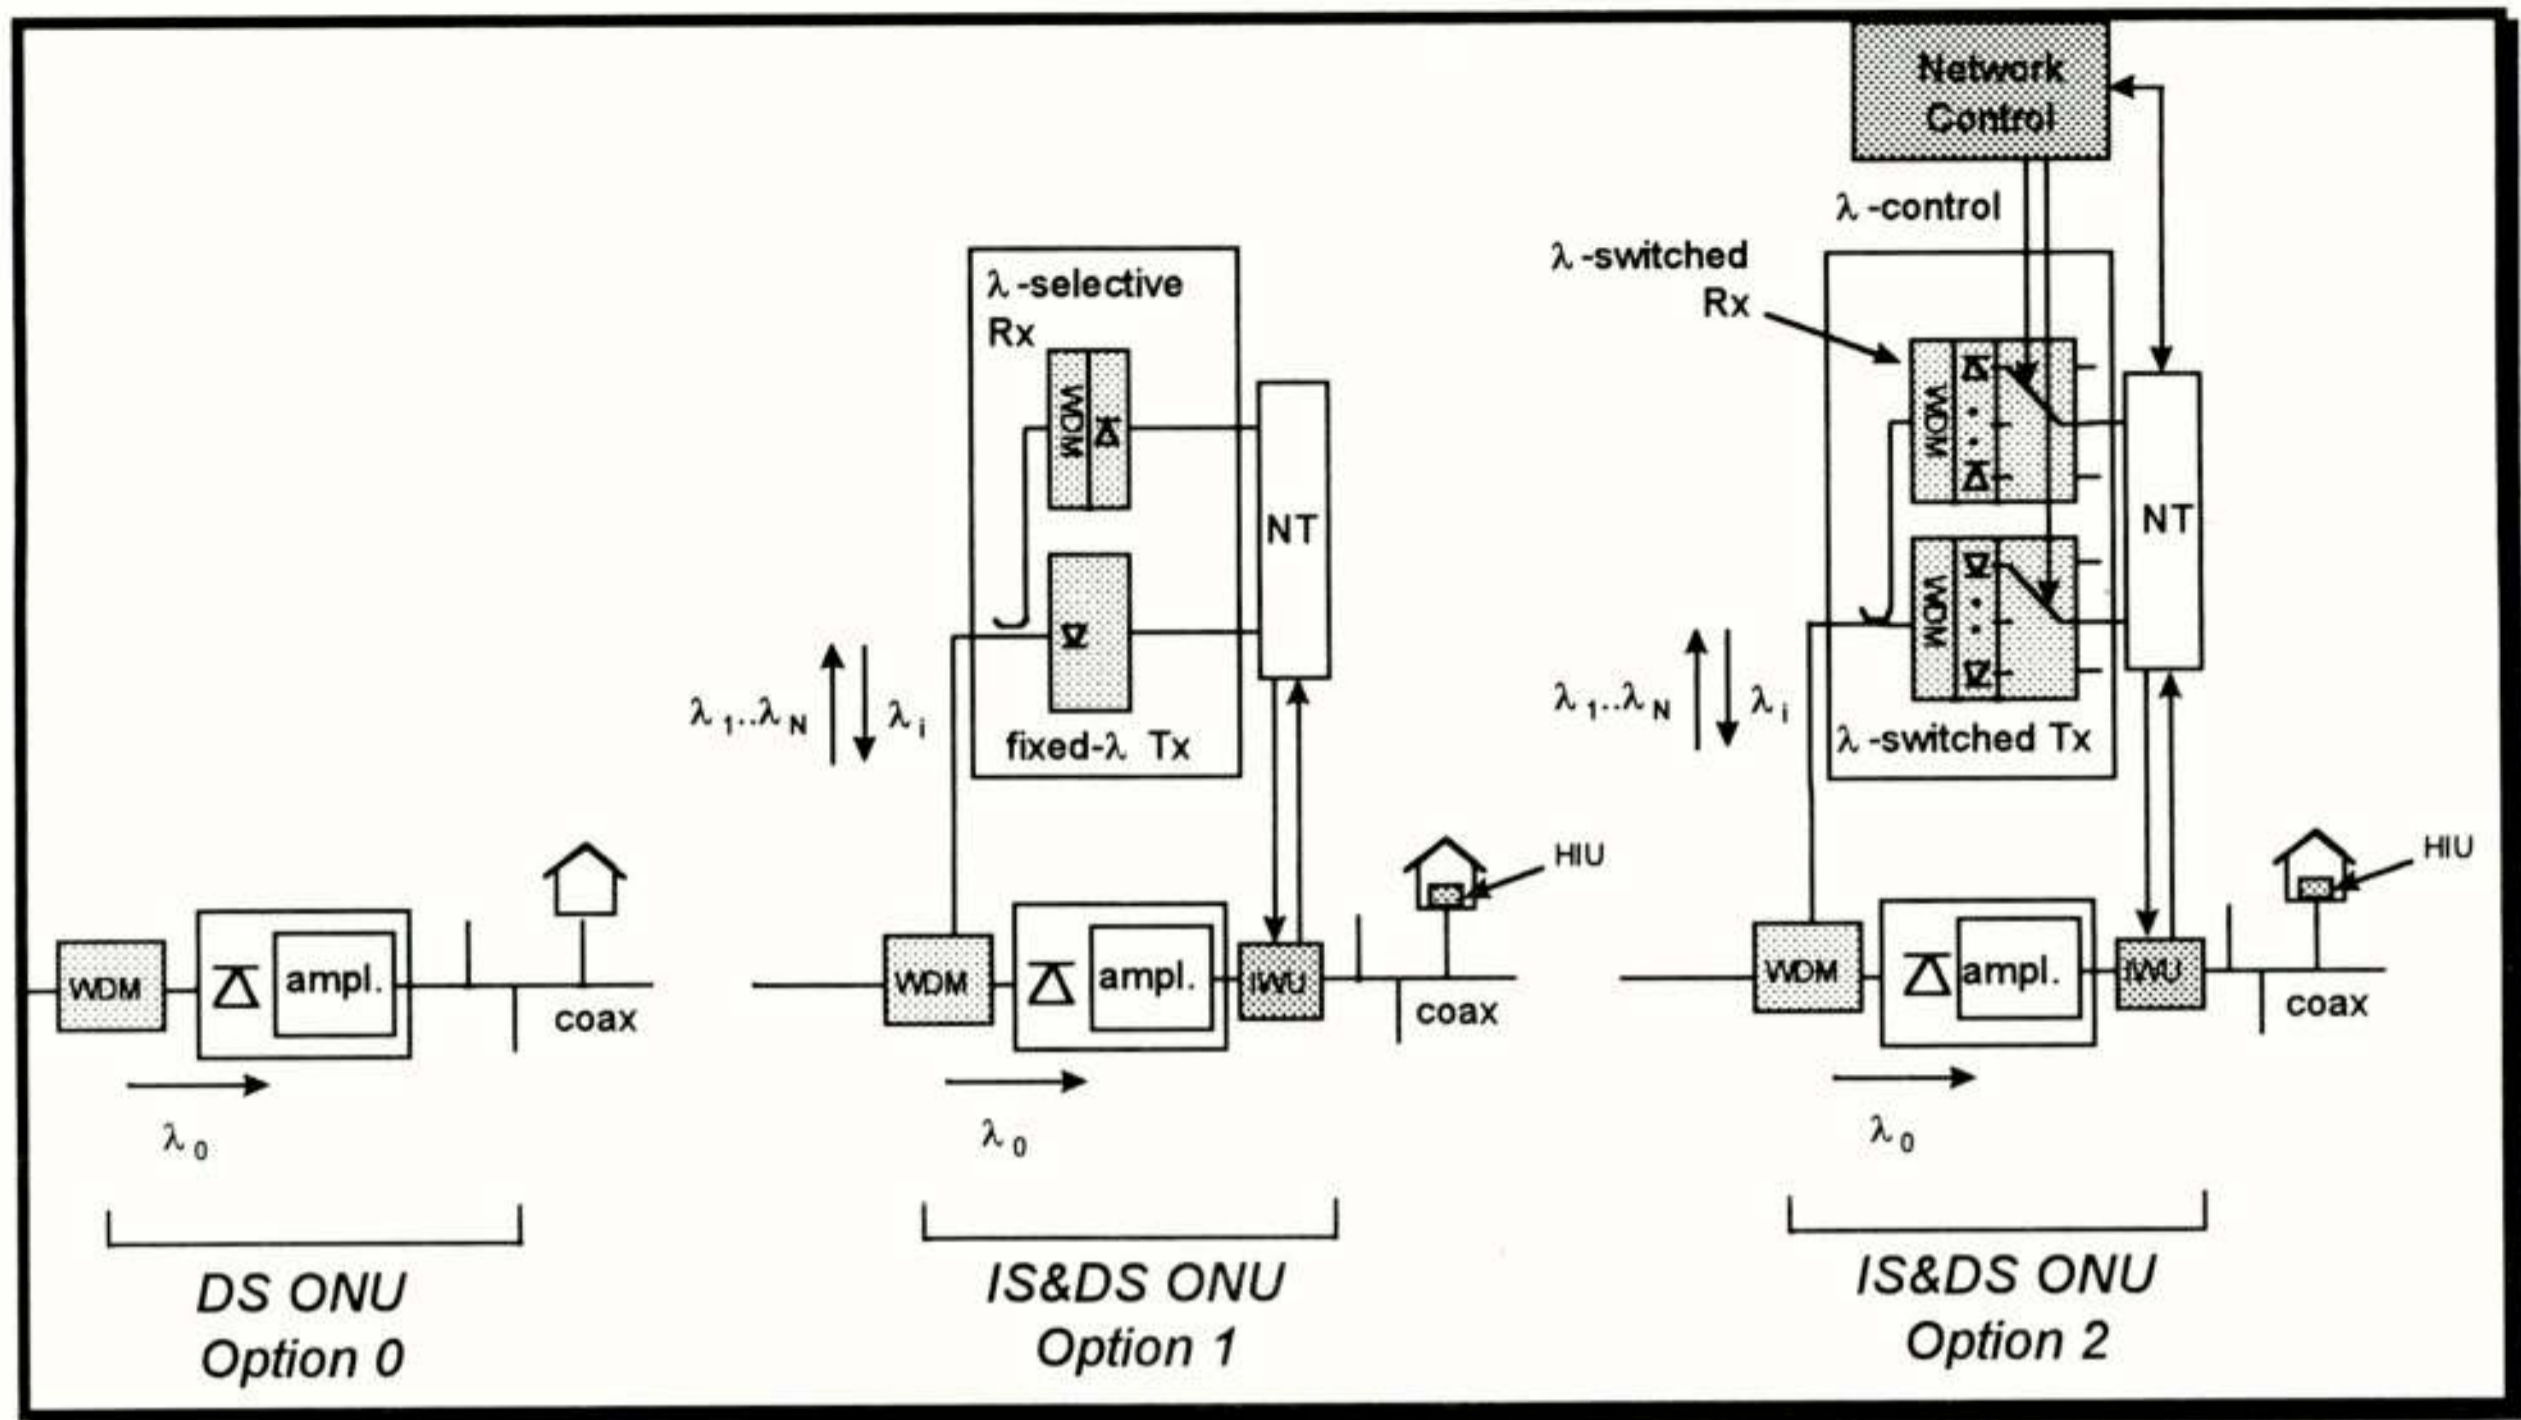 Network
Control
λ -control
λ -switched
Rx
λ -selective
Rx
WDM
WDM
NT
NT
WDM
λ 1..λ N
λ i
fixed-λ Tx
λ 1..λ N
λ i
λ -switched Tx
HIU
HIU
WDM
ampl.
coax
WDM
ampl.
IWU
coax
WDM
ampl.
IWU
coax
λ 0
λ 0
λ 0
DS ONU
Option 0
IS&DS ONU
Option 1
IS&DS ONU
Option 2